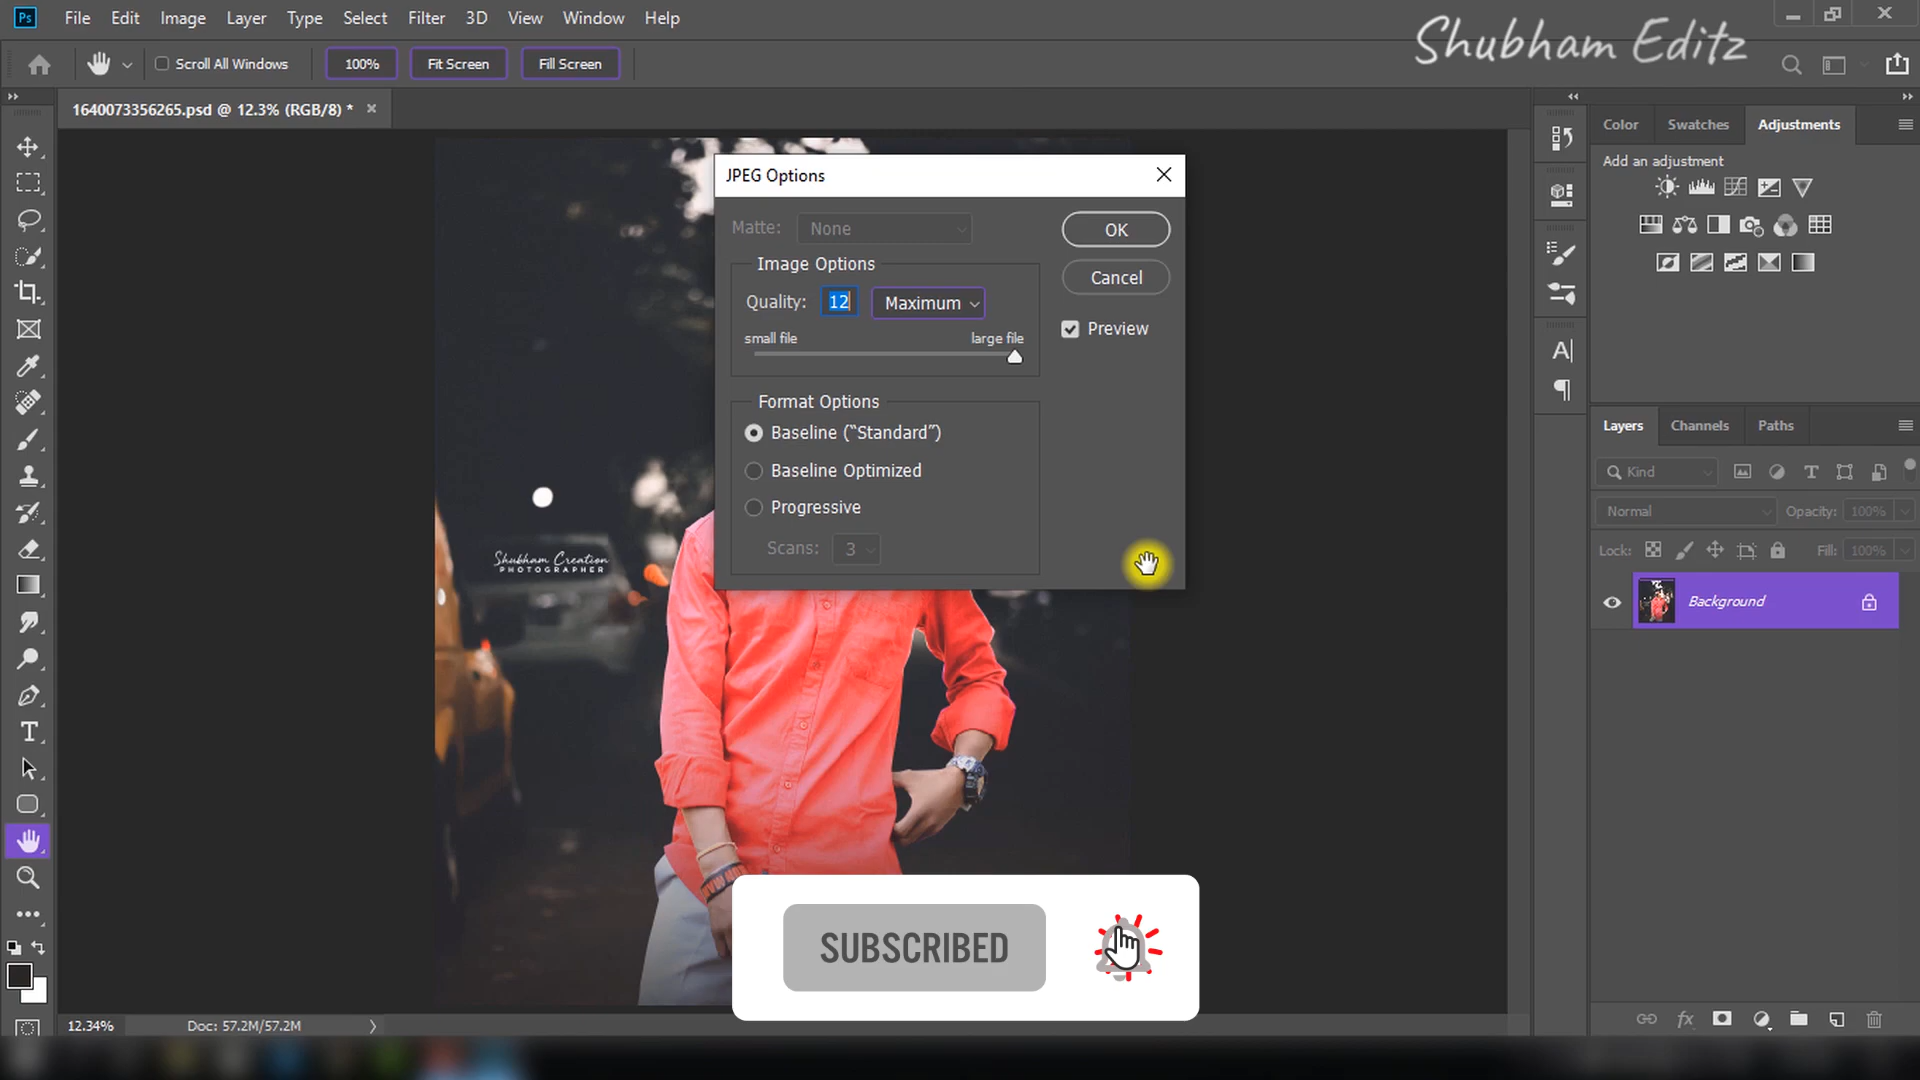 Ps File Edit Image Layer Type Select Filter 3D View Window Help
Shubham Editz
Scroll All Windows 100% Fit Screen Fill Screen
1640073356265.psd @ 12.3% (RGB/8) *
Color Swatches Adjustments
Add an adjustment
JPEG Options
Matte: None
OK
Image Options
Cancel
Quality: 12 Maximum
Preview
small file large file
Format Options
Baseline (“Standard”)
Baseline Optimized
Progressive
Scans: 3
Layers Channels Paths
Kind
Normal Opacity: 100%
Lock: Fill: 100%
Background
Shubham Creation
PHOTOGRAPHER
SUBSCRIBED
12.34% Doc: 57.2M/57.2M